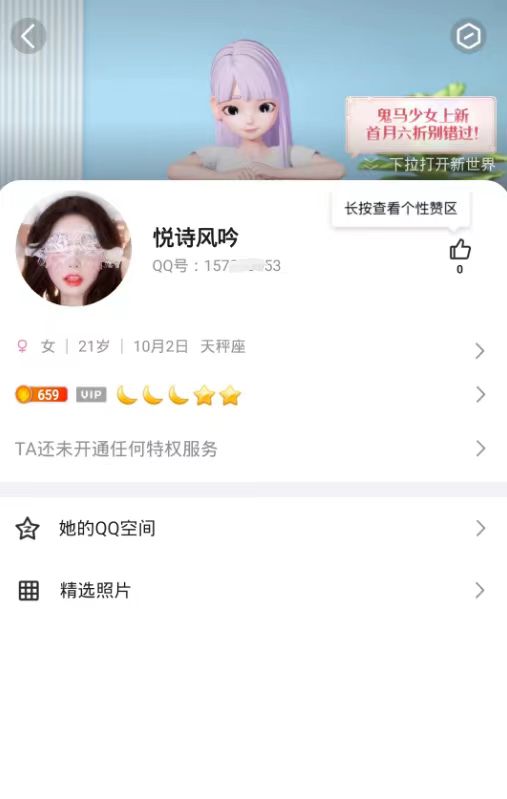 鬼马少女上新
首月六折别错过!
下拉打开新世界
长按查看个性赞区
悦诗风吟
QQ号：157 53
0
女 | 21岁 | 10月2日 天秤座
659 VIP
TA还未开通任何特权服务
她的QQ空间
精选照片